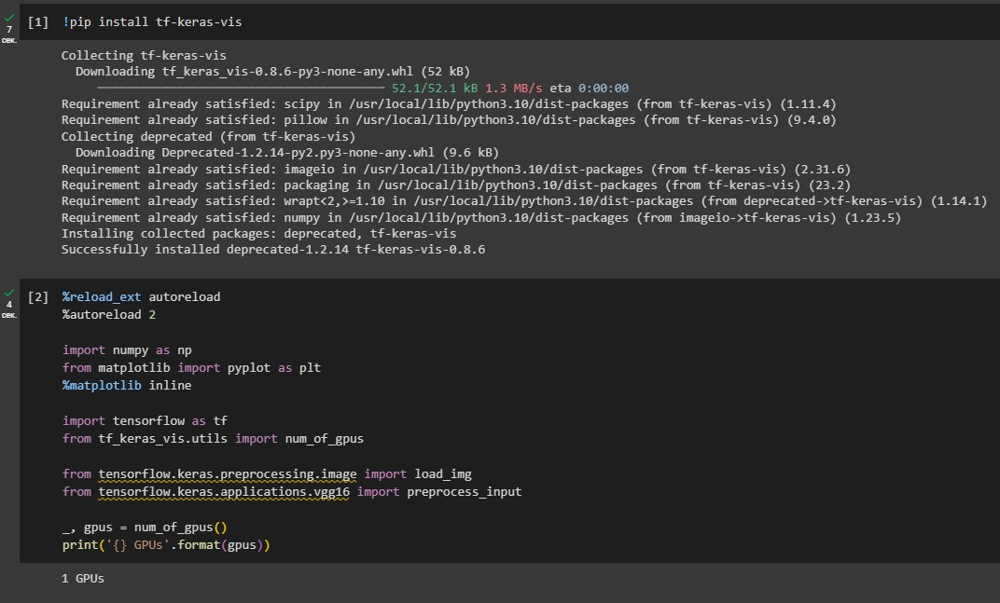 [1] !pip install tf-keras-vis
7
сек.
Collecting tf-keras-vis
Downloading tf_keras_vis-0.8.6-py3-none-any.whl (52 kB)
52.1/52.1 kB 1.3 MB/s eta 0:00:00
Requirement already satisfied: scipy in /usr/local/lib/python3.10/dist-packages (from tf-keras-vis) (1.11.4)
Requirement already satisfied: pillow in /usr/local/lib/python3.10/dist-packages (from tf-keras-vis) (9.4.0)
Collecting deprecated (from tf-keras-vis)
Downloading Deprecated-1.2.14-py2.py3-none-any.whl (9.6 kB)
Requirement already satisfied: imageio in /usr/local/lib/python3.10/dist-packages (from tf-keras-vis) (2.31.6)
Requirement already satisfied: packaging in /usr/local/lib/python3.10/dist-packages (from tf-keras-vis) (23.2)
Requirement already satisfied: wrapt<2,>=1.10 in /usr/local/lib/python3.10/dist-packages (from deprecated->tf-keras-vis) (1.14.1)
Requirement already satisfied: numpy in /usr/local/lib/python3.10/dist-packages (from imageio->tf-keras-vis) (1.23.5)
Installing collected packages: deprecated, tf-keras-vis
Successfully installed deprecated-1.2.14 tf-keras-vis-0.8.6
[2] %reload_ext autoreload
4
сек.
%autoreload 2
import numpy as np
from matplotlib import pyplot as plt
%matplotlib inline
import tensorflow as tf
from tf_keras_vis.utils import num_of_gpus
from tensorflow.keras.preprocessing.image import load_img
from tensorflow.keras.applications.vgg16 import preprocess_input
_, gpus = num_of_gpus()
print('{} GPUs'.format(gpus))
1 GPUs